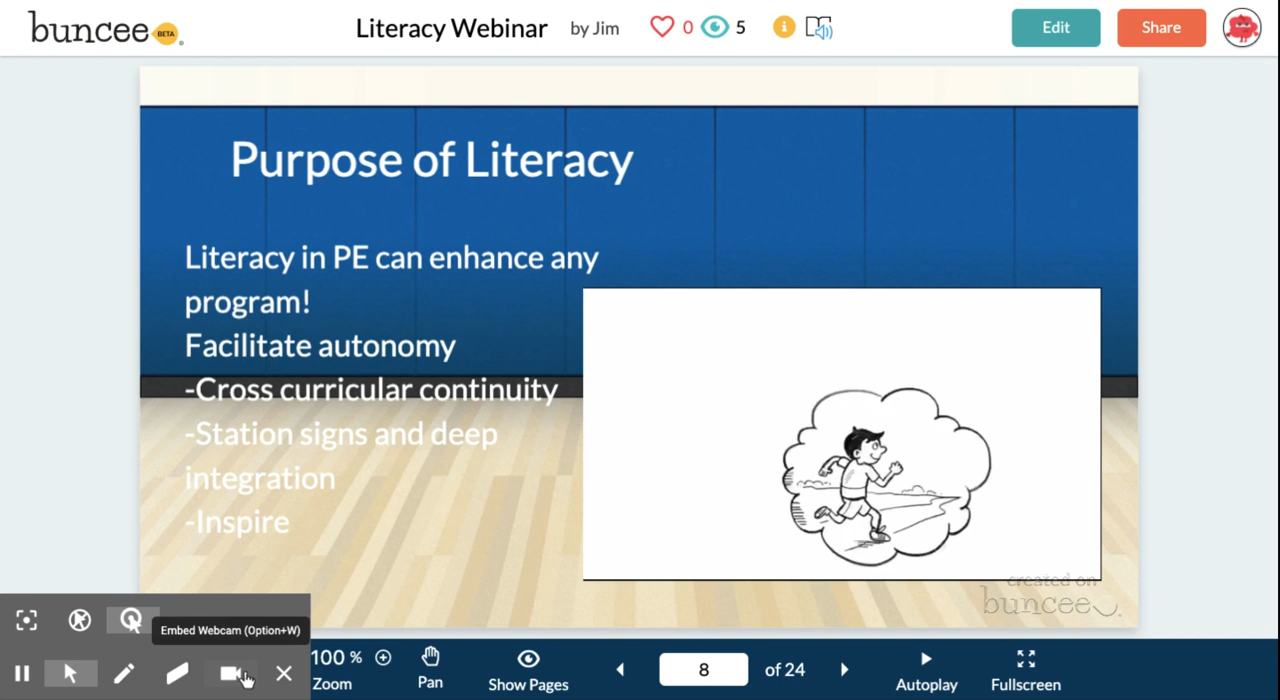 buncee BETA
Literacy Webinar by Jim 0 5
Edit
Share
Purpose of Literacy
Literacy in PE can enhance any
program!
Facilitate autonomy
-Cross curricular continuity
-Station signs and deep
integration
-Inspire
created on
buncee
Embed Webcam (Option+W)
100 %
Zoom
Pan
Show Pages
8 of 24
Autoplay
Fullscreen